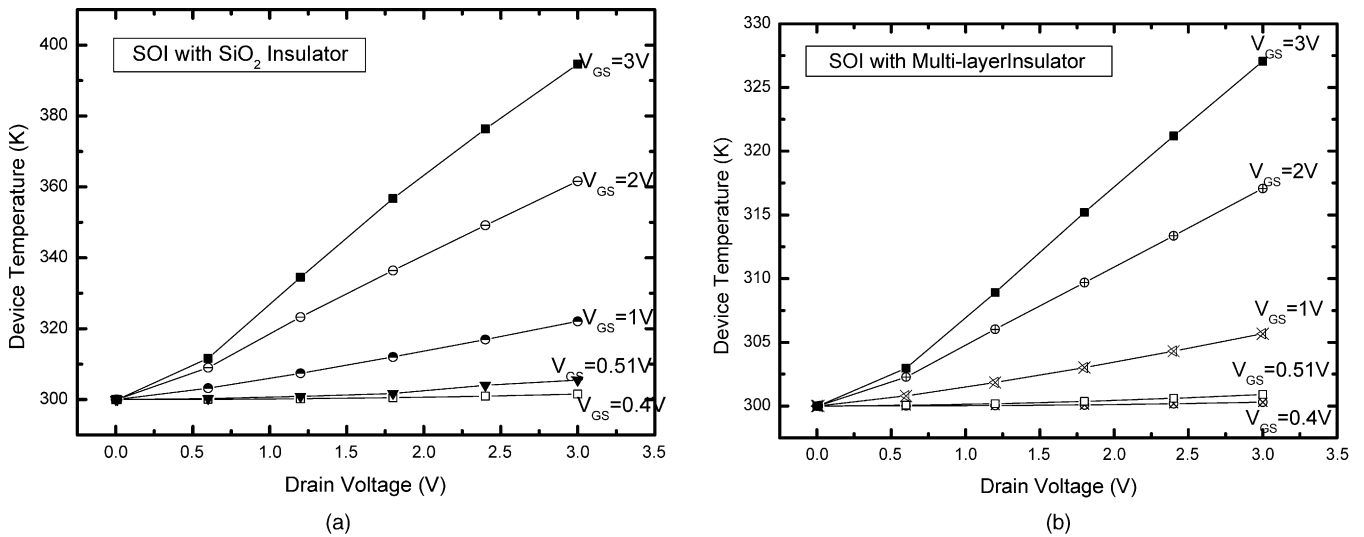 SOI with SiO2 Insulator
VGS=3V
VGS=2V
VGS=1V
VGS=0.51V
VGS=0.4V
400
380
360
340
320
300
Device Temperature (K)
0.0 0.5 1.0 1.5 2.0 2.5 3.0 3.5
Drain Voltage (V)
(a)
SOI with Multi-layerInsulator
VGS=3V
VGS=2V
VGS=1V
VGS=0.51V
VGS=0.4V
330
325
320
315
310
305
300
Device Temperature (K)
0.0 0.5 1.0 1.5 2.0 2.5 3.0 3.5
Drain Voltage (V)
(b)